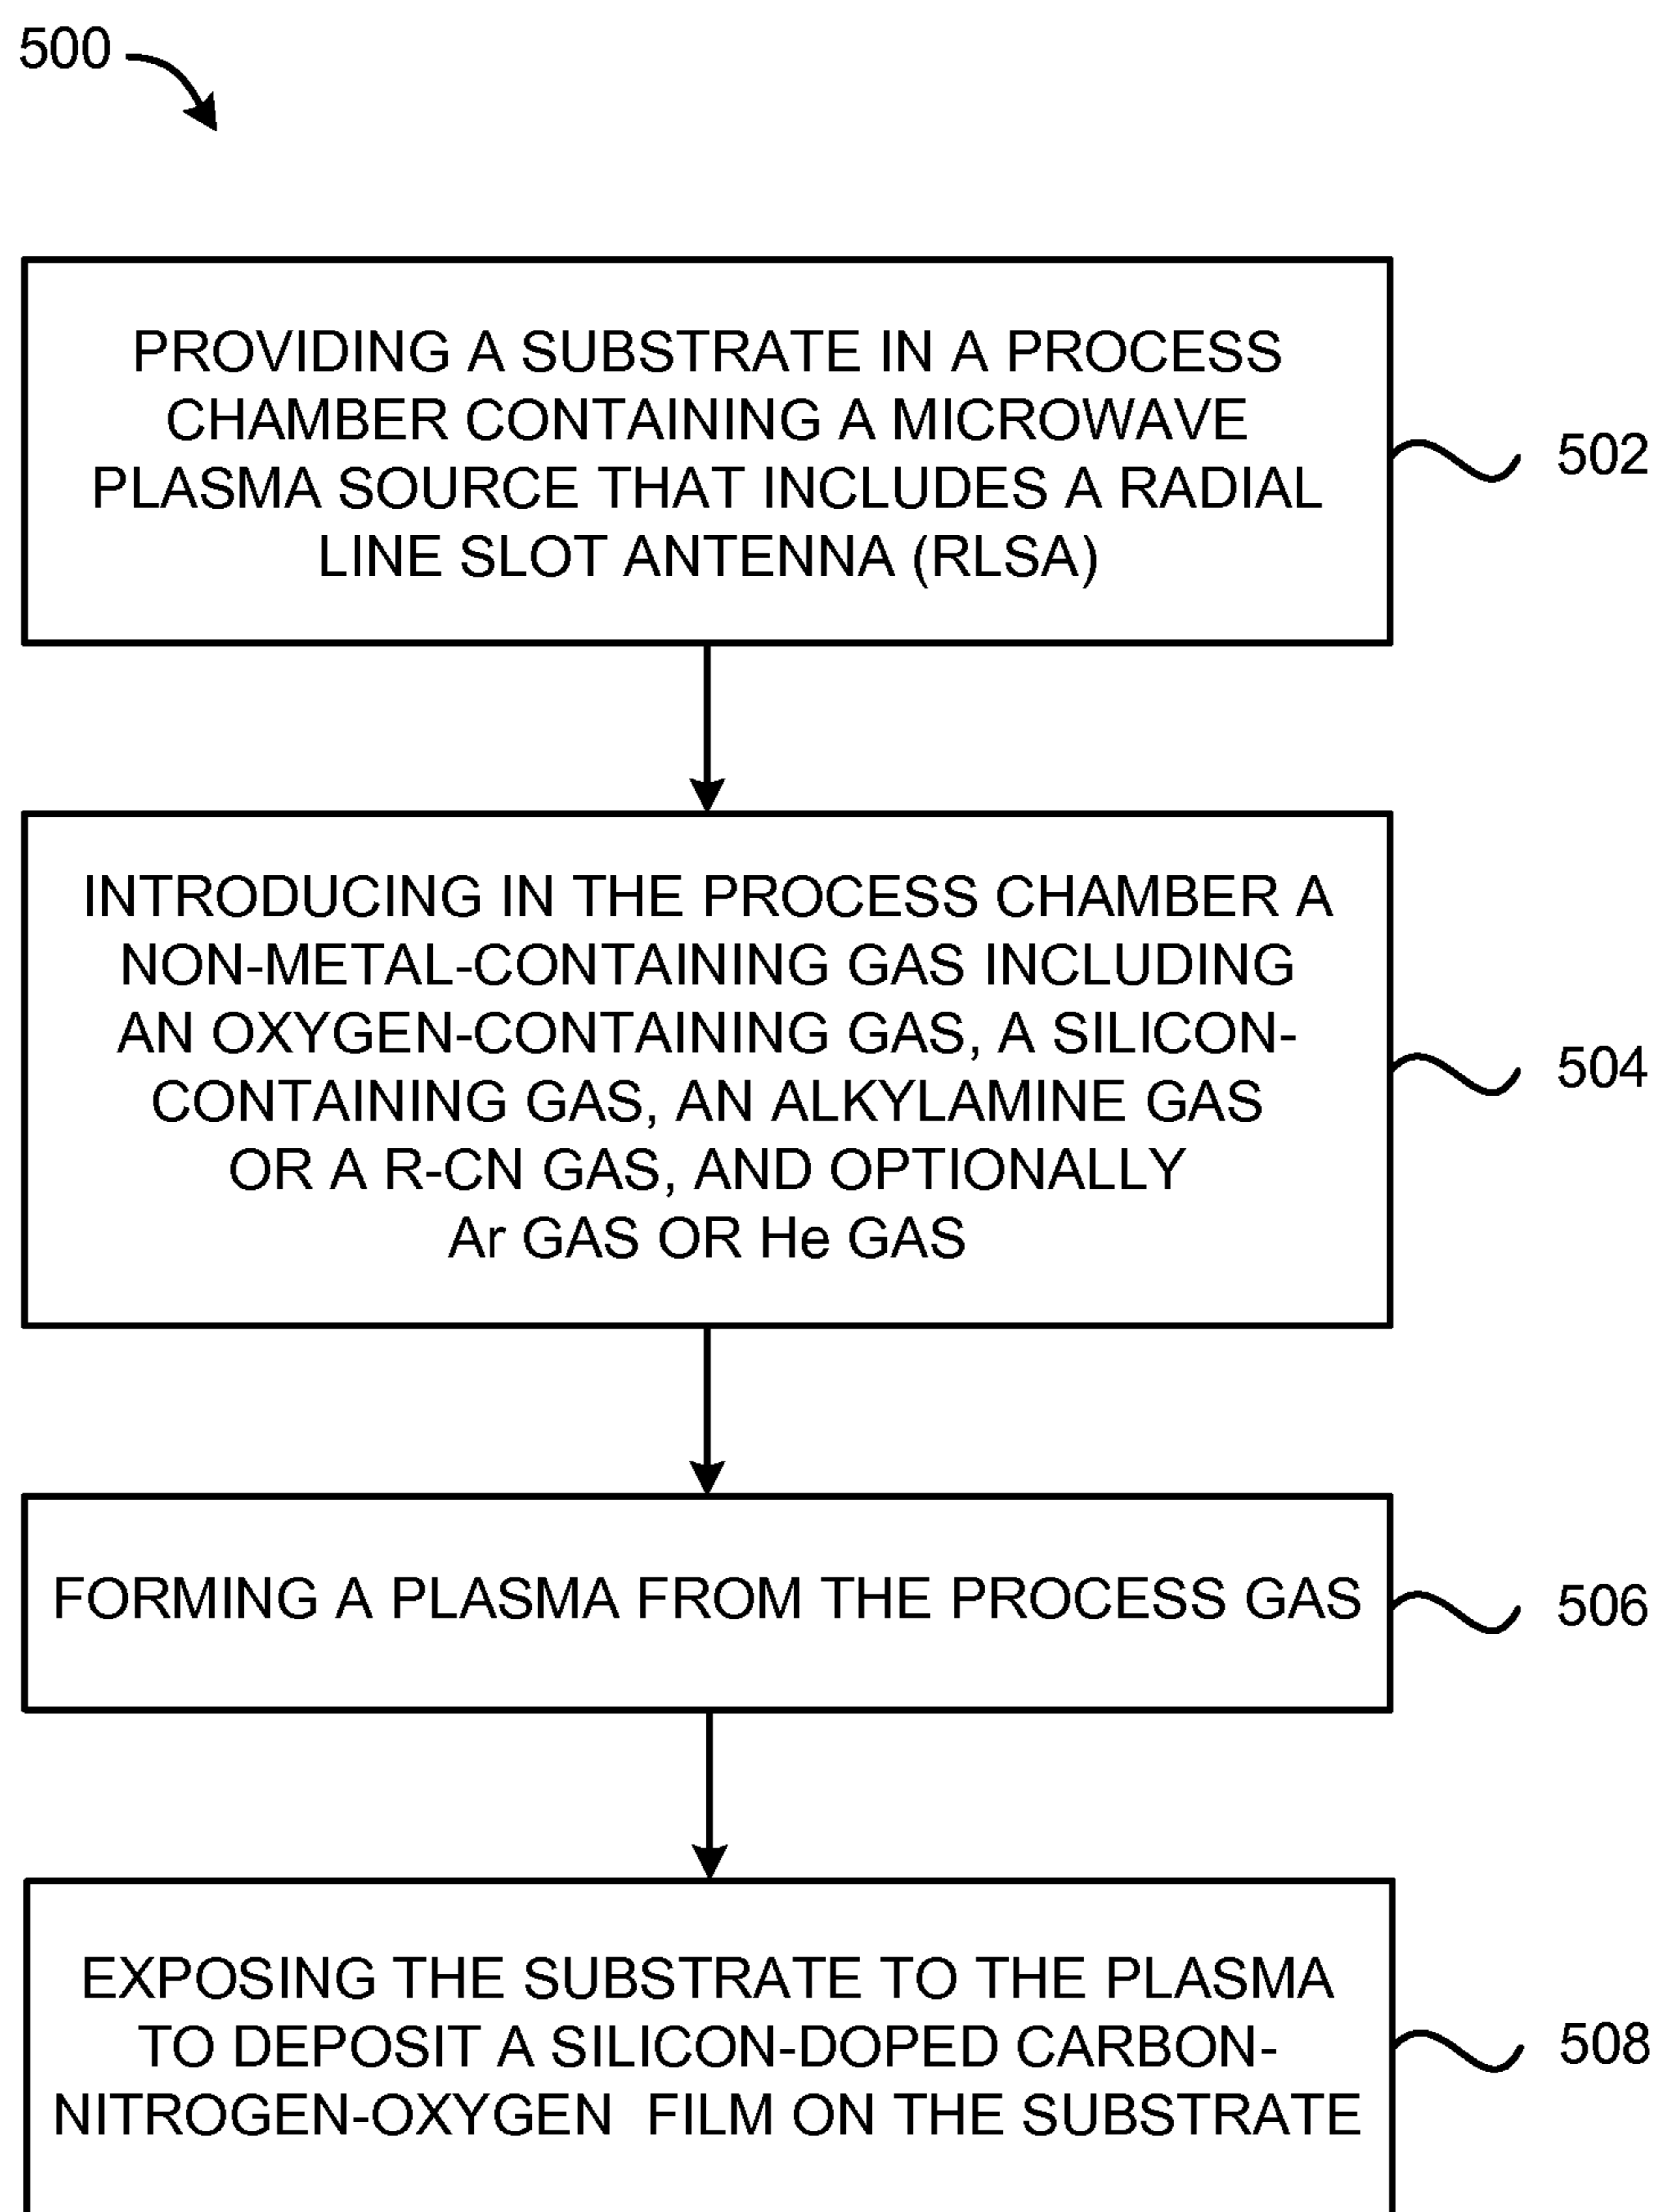 500
PROVIDING A SUBSTRATE IN A PROCESS
CHAMBER CONTAINING A MICROWAVE
PLASMA SOURCE THAT INCLUDES A RADIAL
LINE SLOT ANTENNA (RLSA)
502
INTRODUCING IN THE PROCESS CHAMBER A
NON-METAL-CONTAINING GAS INCLUDING
AN OXYGEN-CONTAINING GAS, A SILICON-
CONTAINING GAS, AN ALKYLAMINE GAS
OR A R-CN GAS, AND OPTIONALLY
Ar GAS OR He GAS
504
FORMING A PLASMA FROM THE PROCESS GAS
506
EXPOSING THE SUBSTRATE TO THE PLASMA
TO DEPOSIT A SILICON-DOPED CARBON-
NITROGEN-OXYGEN FILM ON THE SUBSTRATE
508